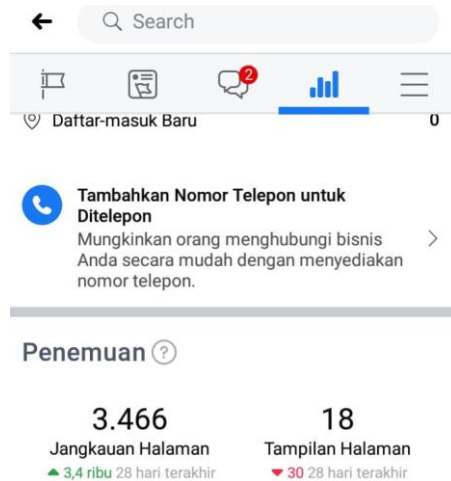 Search
2
Daftar-masuk Baru 0
Tambahkan Nomor Telepon untuk
Ditelepon
Mungkinkan orang menghubungi bisnis
Anda secara mudah dengan menyediakan
nomor telepon.
Penemuan ?
3.466 18
Jangkauan Halaman Tampilan Halaman
3,4 ribu 28 hari terakhir 30 28 hari terakhir